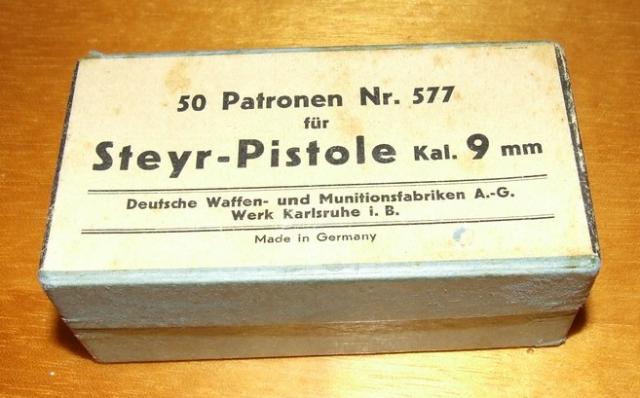 50 Patronen Nr. 577
für
Steyr-Pistole Kal. 9 mm
Deutsche Waffen- und Munitionsfabriken A.-G.
Werk Karlsruhe i. B.
Made in Germany